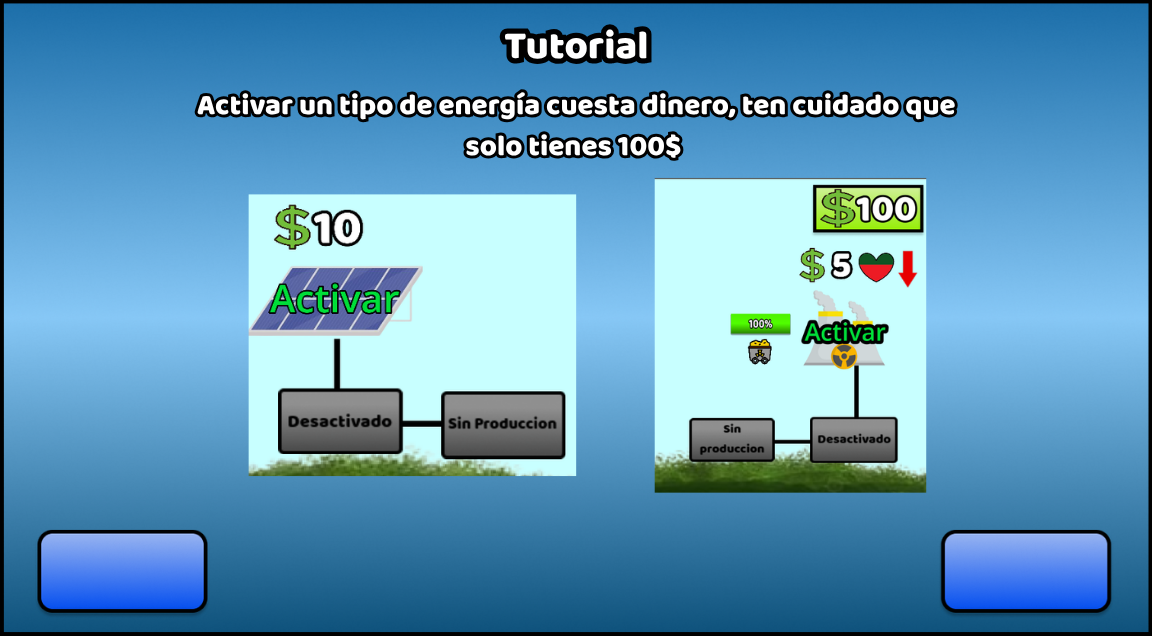 Tutorial
Activar un tipo de energía cuesta dinero, ten cuidado que
solo tienes 100$
$10
Activar
Desactivado
Sin Produccion
$100
$ 5
100%
Activar
Sin
produccion
Desactivado